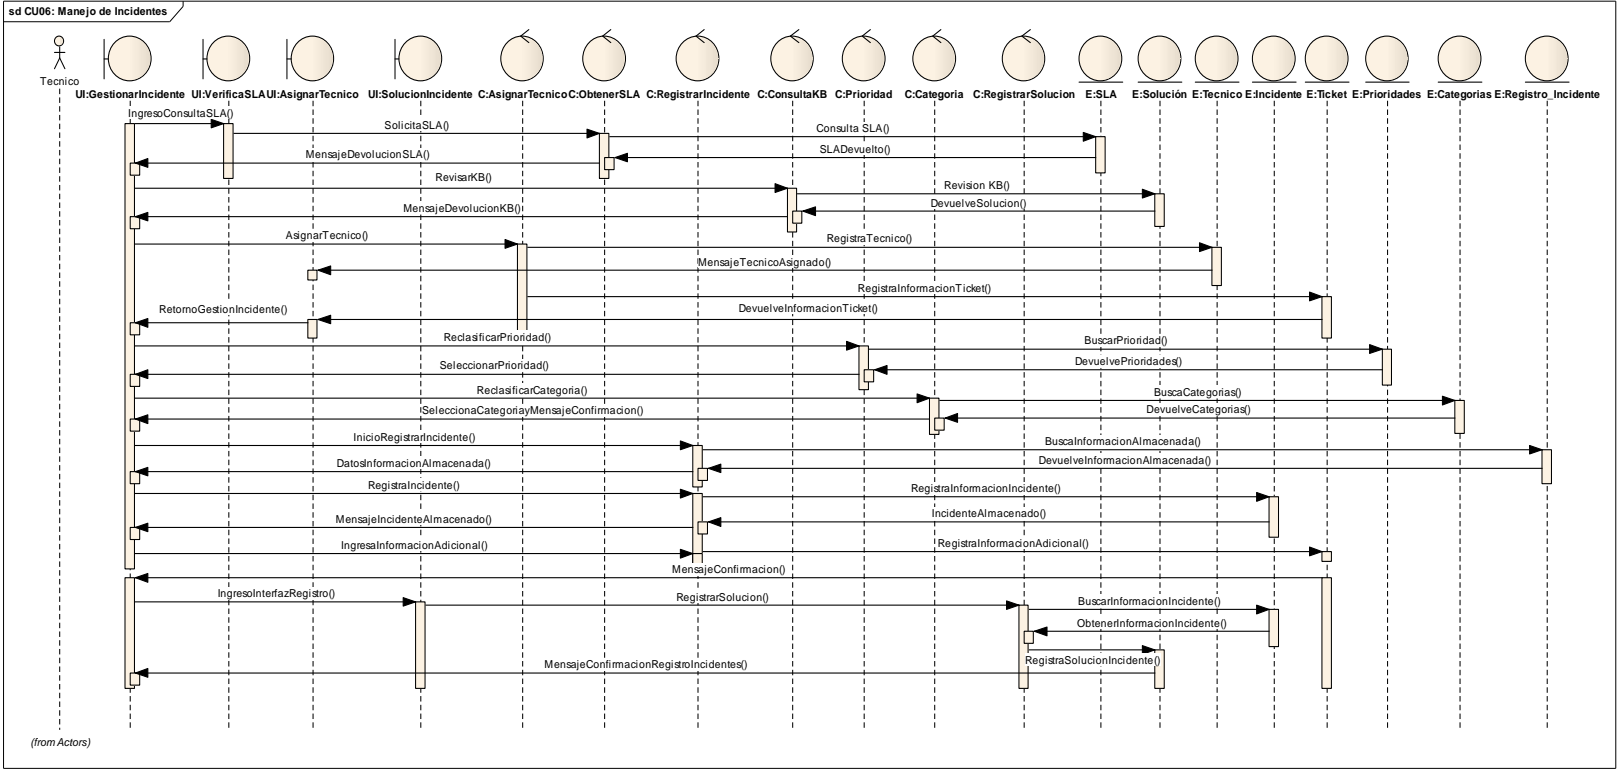 sd CU06: Manejo de Incidentes
Tecnico
UI:GestionarIncidente UI:VerificaSLA UI:AsignarTecnico UI:SolucionIncidente C:AsignarTecnico C:ObtenerSLA C:RegistrarIncidente C:ConsultaKB C:Prioridad C:Categoria C:RegistrarSolucion E:SLA E:Solución E:Tecnico E:Incidente E:Ticket E:Prioridades E:Categorias E:Registro_Incidente
IngresoConsultaSLA()
SolicitaSLA()
Consulta SLA()
SLADevuelto()
MensajeDevolucionSLA()
RevisarKB()
Revision KB()
DevuelveSolucion()
MensajeDevolucionKB()
AsignarTecnico()
RegistraTecnico()
MensajeTecnicoAsignado()
RegistraInformacionTicket()
DevuelveInformacionTicket()
RetornoGestionIncidente()
ReclasificarPrioridad()
BuscarPrioridad()
DevuelvePrioridades()
SeleccionarPrioridad()
ReclasificarCategoria()
BuscaCategorias()
DevuelveCategorias()
SeleccionaCategoriayMensajeConfirmacion()
InicioRegistrarIncidente()
BuscaInformacionAlmacenada()
DevuelveInformacionAlmacenada()
DatosInformacionAlmacenada()
RegistraIncidente()
RegistraInformacionIncidente()
IncidenteAlmacenado()
MensajeIncidenteAlmacenado()
IngresaInformacionAdicional()
RegistraInformacionAdicional()
MensajeConfirmacion()
IngresoInterfazRegistro()
RegistrarSolucion()
BuscarInformacionIncidente()
ObtenerInformacionIncidente()
RegistraSolucionIncidente()
MensajeConfirmacionRegistroIncidentes()
(from Actors)